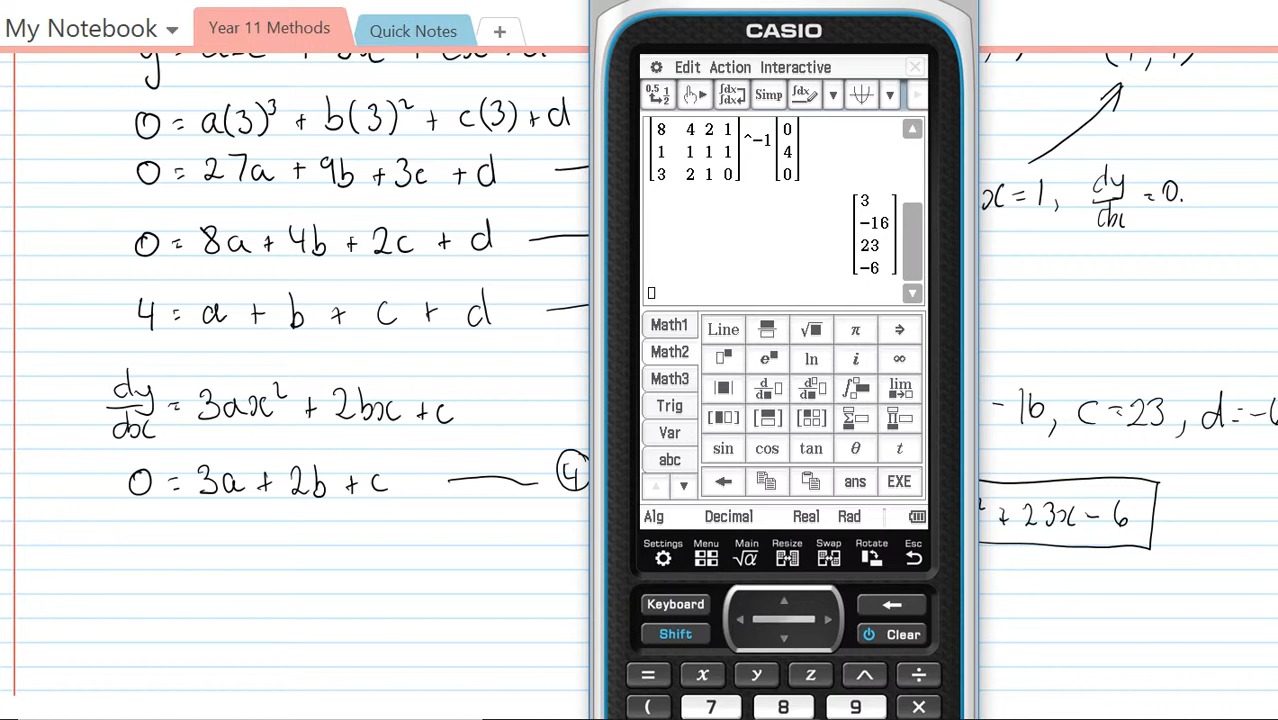 My Notebook Year 11 Methods Quick Notes +
0 = a(3)³ + b(3)² + c(3) + d
0 = 27a + 9b + 3c + d
0 = 8a + 4b + 2c + d
4 = a + b + c + d
dy/dx = 3ax² + 2bx + c
0 = 3a + 2b + c ④
CASIO
Edit Action Interactive
0.5 1 2 Simp
8 4 2 1 0
1 1 1 1 ^-1 4
3 2 1 0 0
3
-16
23
-6
Math1 Line √ π ⇒
Math2 e ln i ∞
Math3 d/d d/d ∫ lim
Trig
Var sin cos tan θ t
abc
ans EXE
Alg Decimal Real Rad
Settings Menu Main Resize Swap Rotate Esc
Keyboard
Shift Clear
= x y z ^ ÷
( 7 8 9 ×
x = 1, dy/dx = 0.
- 16, c = 23, d = -6
+ 23x - 6